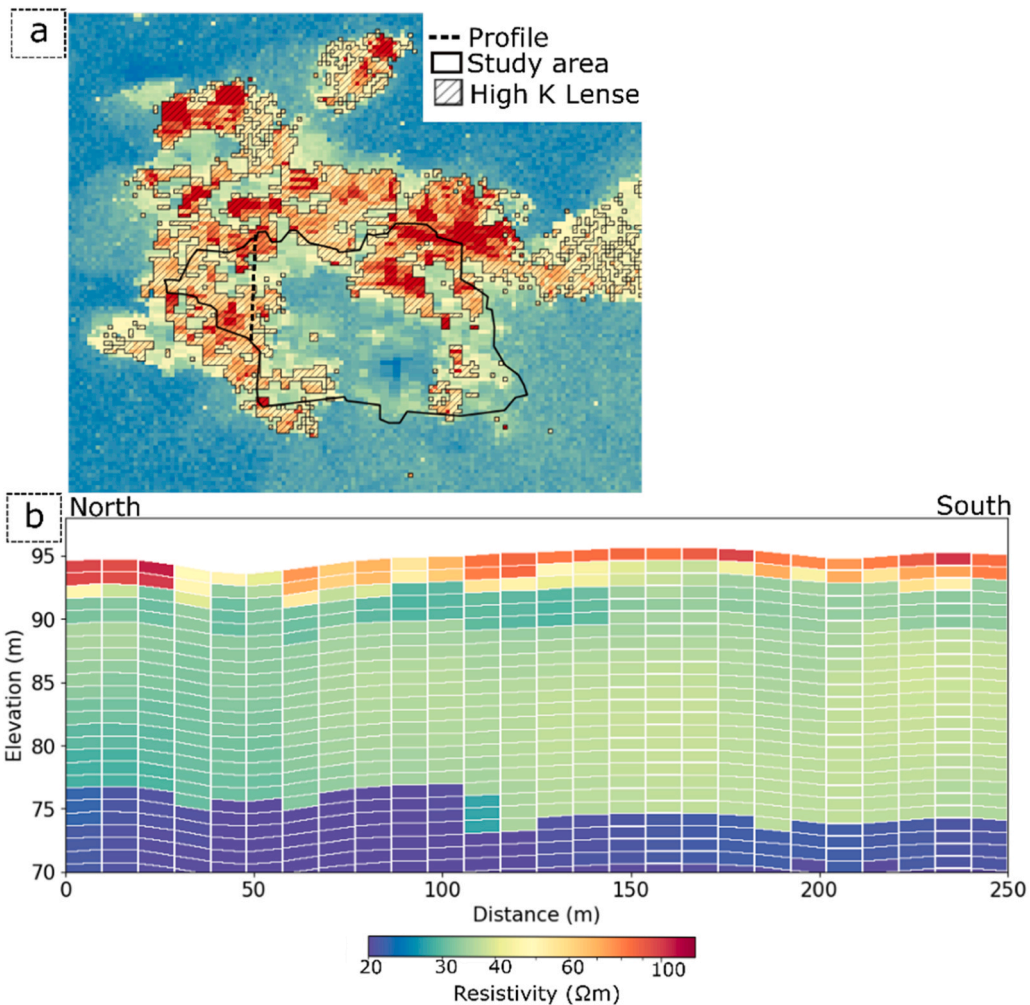 a
Profile
Study area
High K Lense
b
North
South
95
90
85
80
75
70
Elevation (m)
0
50
100
150
200
250
Distance (m)
20
30
40
60
100
Resistivity (Ωm)